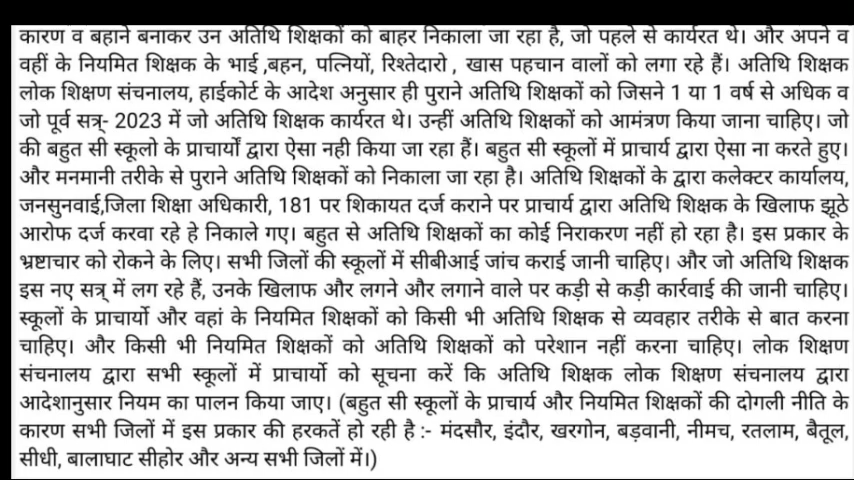 कारण व बहाने बनाकर उन अतिथि शिक्षकों को बाहर निकाला जा रहा है, जो पहले से कार्यरत थे। और अपने व
वहीं के नियमित शिक्षक के भाई ,बहन, पत्नियों, रिश्तेदारो , खास पहचान वालों को लगा रहे हैं। अतिथि शिक्षक
लोक शिक्षण संचनालय, हाईकोर्ट के आदेश अनुसार ही पुराने अतिथि शिक्षकों को जिसने 1 या 1 वर्ष से अधिक व
जो पूर्व सत्र- 2023 में जो अतिथि शिक्षक कार्यरत थे। उन्हीं अतिथि शिक्षकों को आमंत्रण किया जाना चाहिए। जो
की बहुत सी स्कूलो के प्राचार्यों द्वारा ऐसा नही किया जा रहा हैं। बहुत सी स्कूलों में प्राचार्य द्वारा ऐसा ना करते हुए।
और मनमानी तरीके से पुराने अतिथि शिक्षकों को निकाला जा रहा है। अतिथि शिक्षकों के द्वारा कलेक्टर कार्यालय,
जनसुनवाई,जिला शिक्षा अधिकारी, 181 पर शिकायत दर्ज कराने पर प्राचार्य द्वारा अतिथि शिक्षक के खिलाफ झूठे
आरोफ दर्ज करवा रहे हे निकाले गए। बहुत से अतिथि शिक्षकों का कोई निराकरण नहीं हो रहा है। इस प्रकार के
भ्रष्टाचार को रोकने के लिए। सभी जिलों की स्कूलों में सीबीआई जांच कराई जानी चाहिए। और जो अतिथि शिक्षक
इस नए सत्र् में लग रहे हैं, उनके खिलाफ और लगने और लगाने वाले पर कड़ी से कड़ी कार्रवाई की जानी चाहिए।
स्कूलों के प्राचार्यो और वहां के नियमित शिक्षकों को किसी भी अतिथि शिक्षक से व्यवहार तरीके से बात करना
चाहिए। और किसी भी नियमित शिक्षकों को अतिथि शिक्षकों को परेशान नहीं करना चाहिए। लोक शिक्षण
संचनालय द्वारा सभी स्कूलों में प्राचार्यो को सूचना करें कि अतिथि शिक्षक लोक शिक्षण संचनालय द्वारा
आदेशानुसार नियम का पालन किया जाए। (बहुत सी स्कूलों के प्राचार्य और नियमित शिक्षकों की दोगली नीति के
कारण सभी जिलों में इस प्रकार की हरकतें हो रही है :- मंदसौर, इंदौर, खरगोन, बड़वानी, नीमच, रतलाम, बैतूल,
सीधी, बालाघाट सीहोर और अन्य सभी जिलों में।)